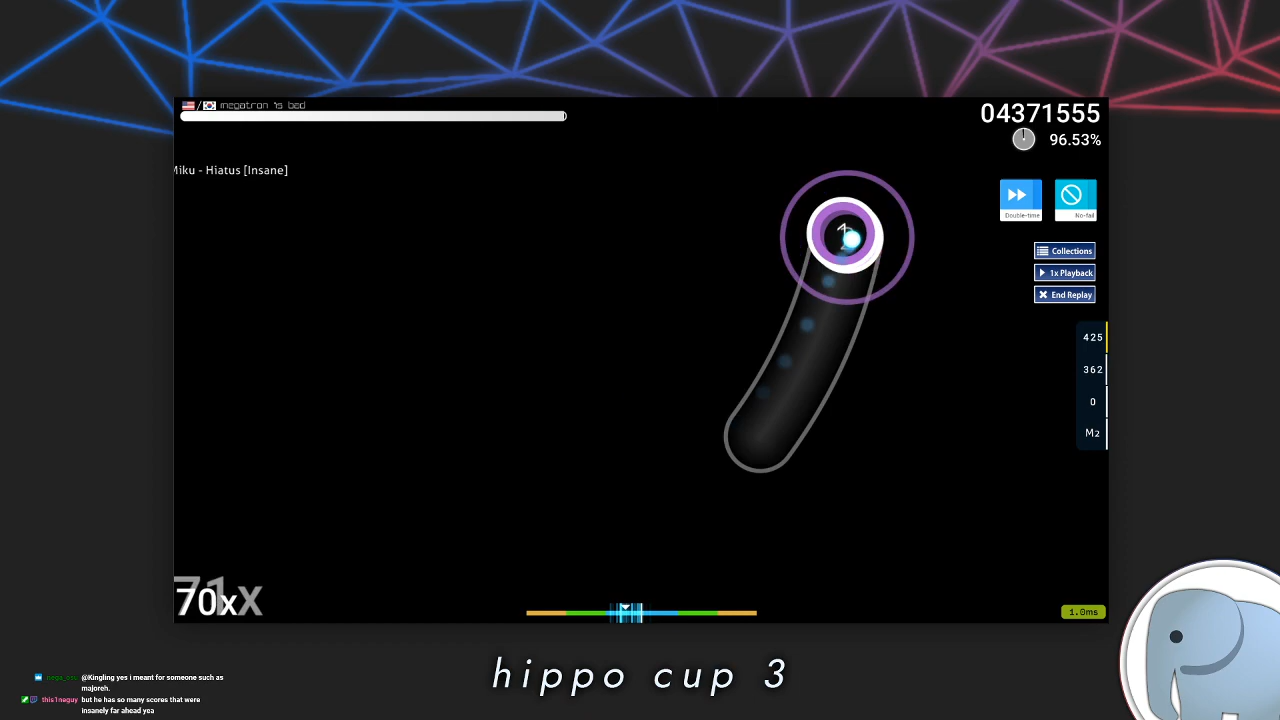 megatron is bad
04371555
96.53%
Miku - Hiatus [Insane]
Double-time
No-fail
Collections
1x Playback
End Replay
425
362
0
M2
70x
1.0ms
hippo cup 3
@Kingling yes i meant for someone such as
majoreh.
this1neguy but he has so many scores that were
insanely far ahead yea